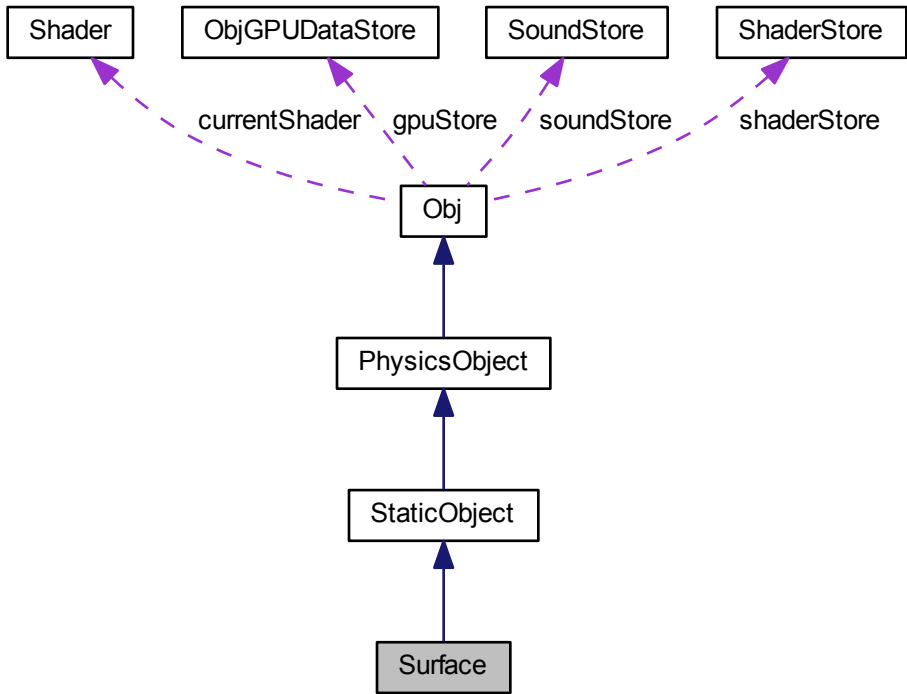 Shader
ObjGPUDataStore
SoundStore
ShaderStore
currentShader
gpuStore
soundStore
shaderStore
Obj
PhysicsObject
StaticObject
Surface